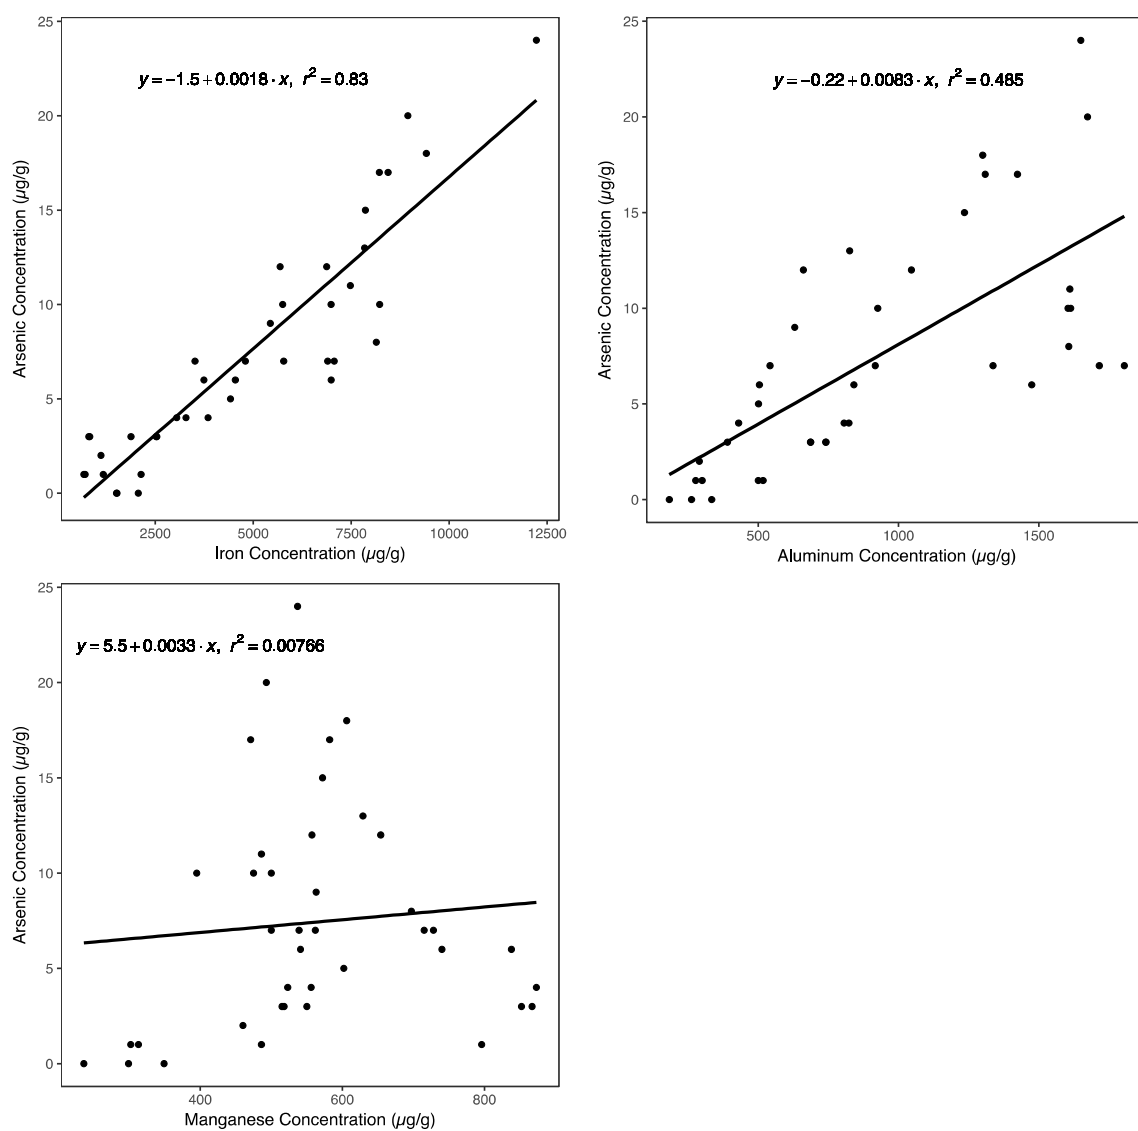 y = −1.5 + 0.0018 · x, r² = 0.83
Arsenic Concentration (µg/g)
25
20
15
10
5
0
2500 5000 7500 10000 12500
Iron Concentration (µg/g)
y = −0.22 + 0.0083 · x, r² = 0.485
Arsenic Concentration (µg/g)
25
20
15
10
5
0
500 1000 1500
Aluminum Concentration (µg/g)
y = 5.5 + 0.0033 · x, r² = 0.00766
Arsenic Concentration (µg/g)
25
20
15
10
5
0
400 600 800
Manganese Concentration (µg/g)